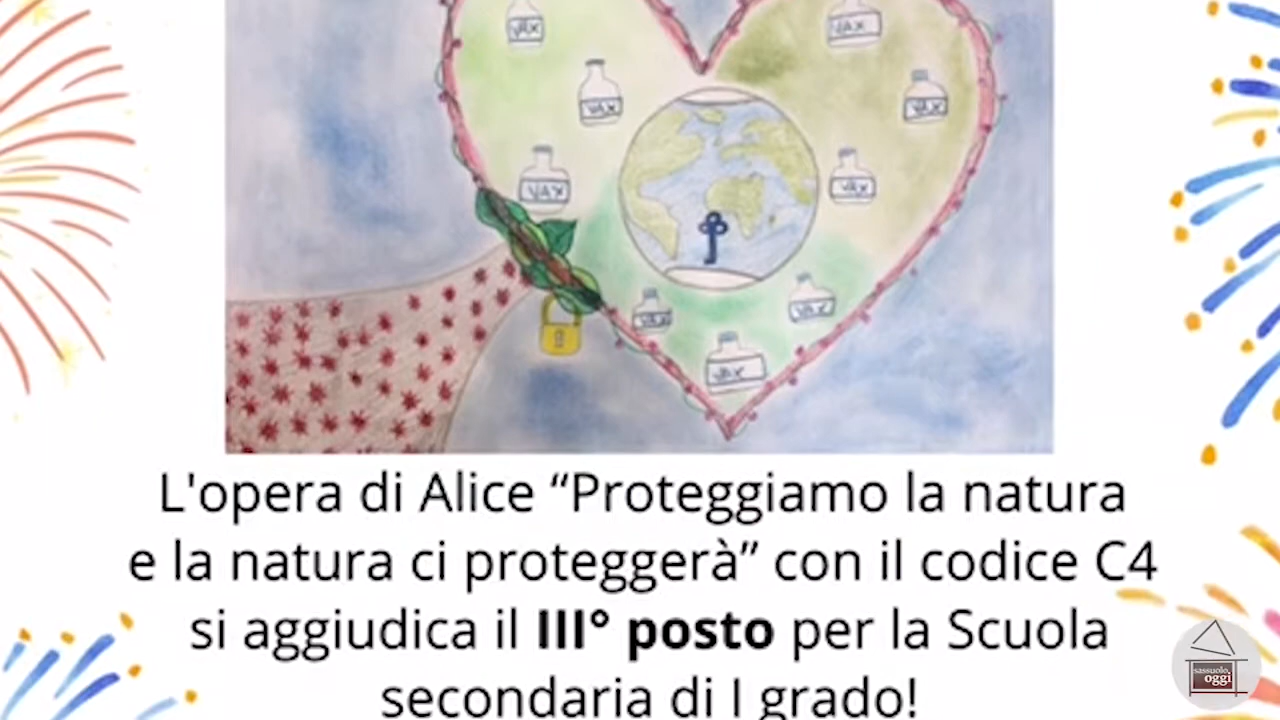 VAX
VAX
VAX
VAX
VAX
VAX
VAX
VAX
VAX
L'opera di Alice “Proteggiamo la natura
e la natura ci proteggerà” con il codice C4
si aggiudica il III° posto per la Scuola
secondaria di I grado!
sassuolo
oggi